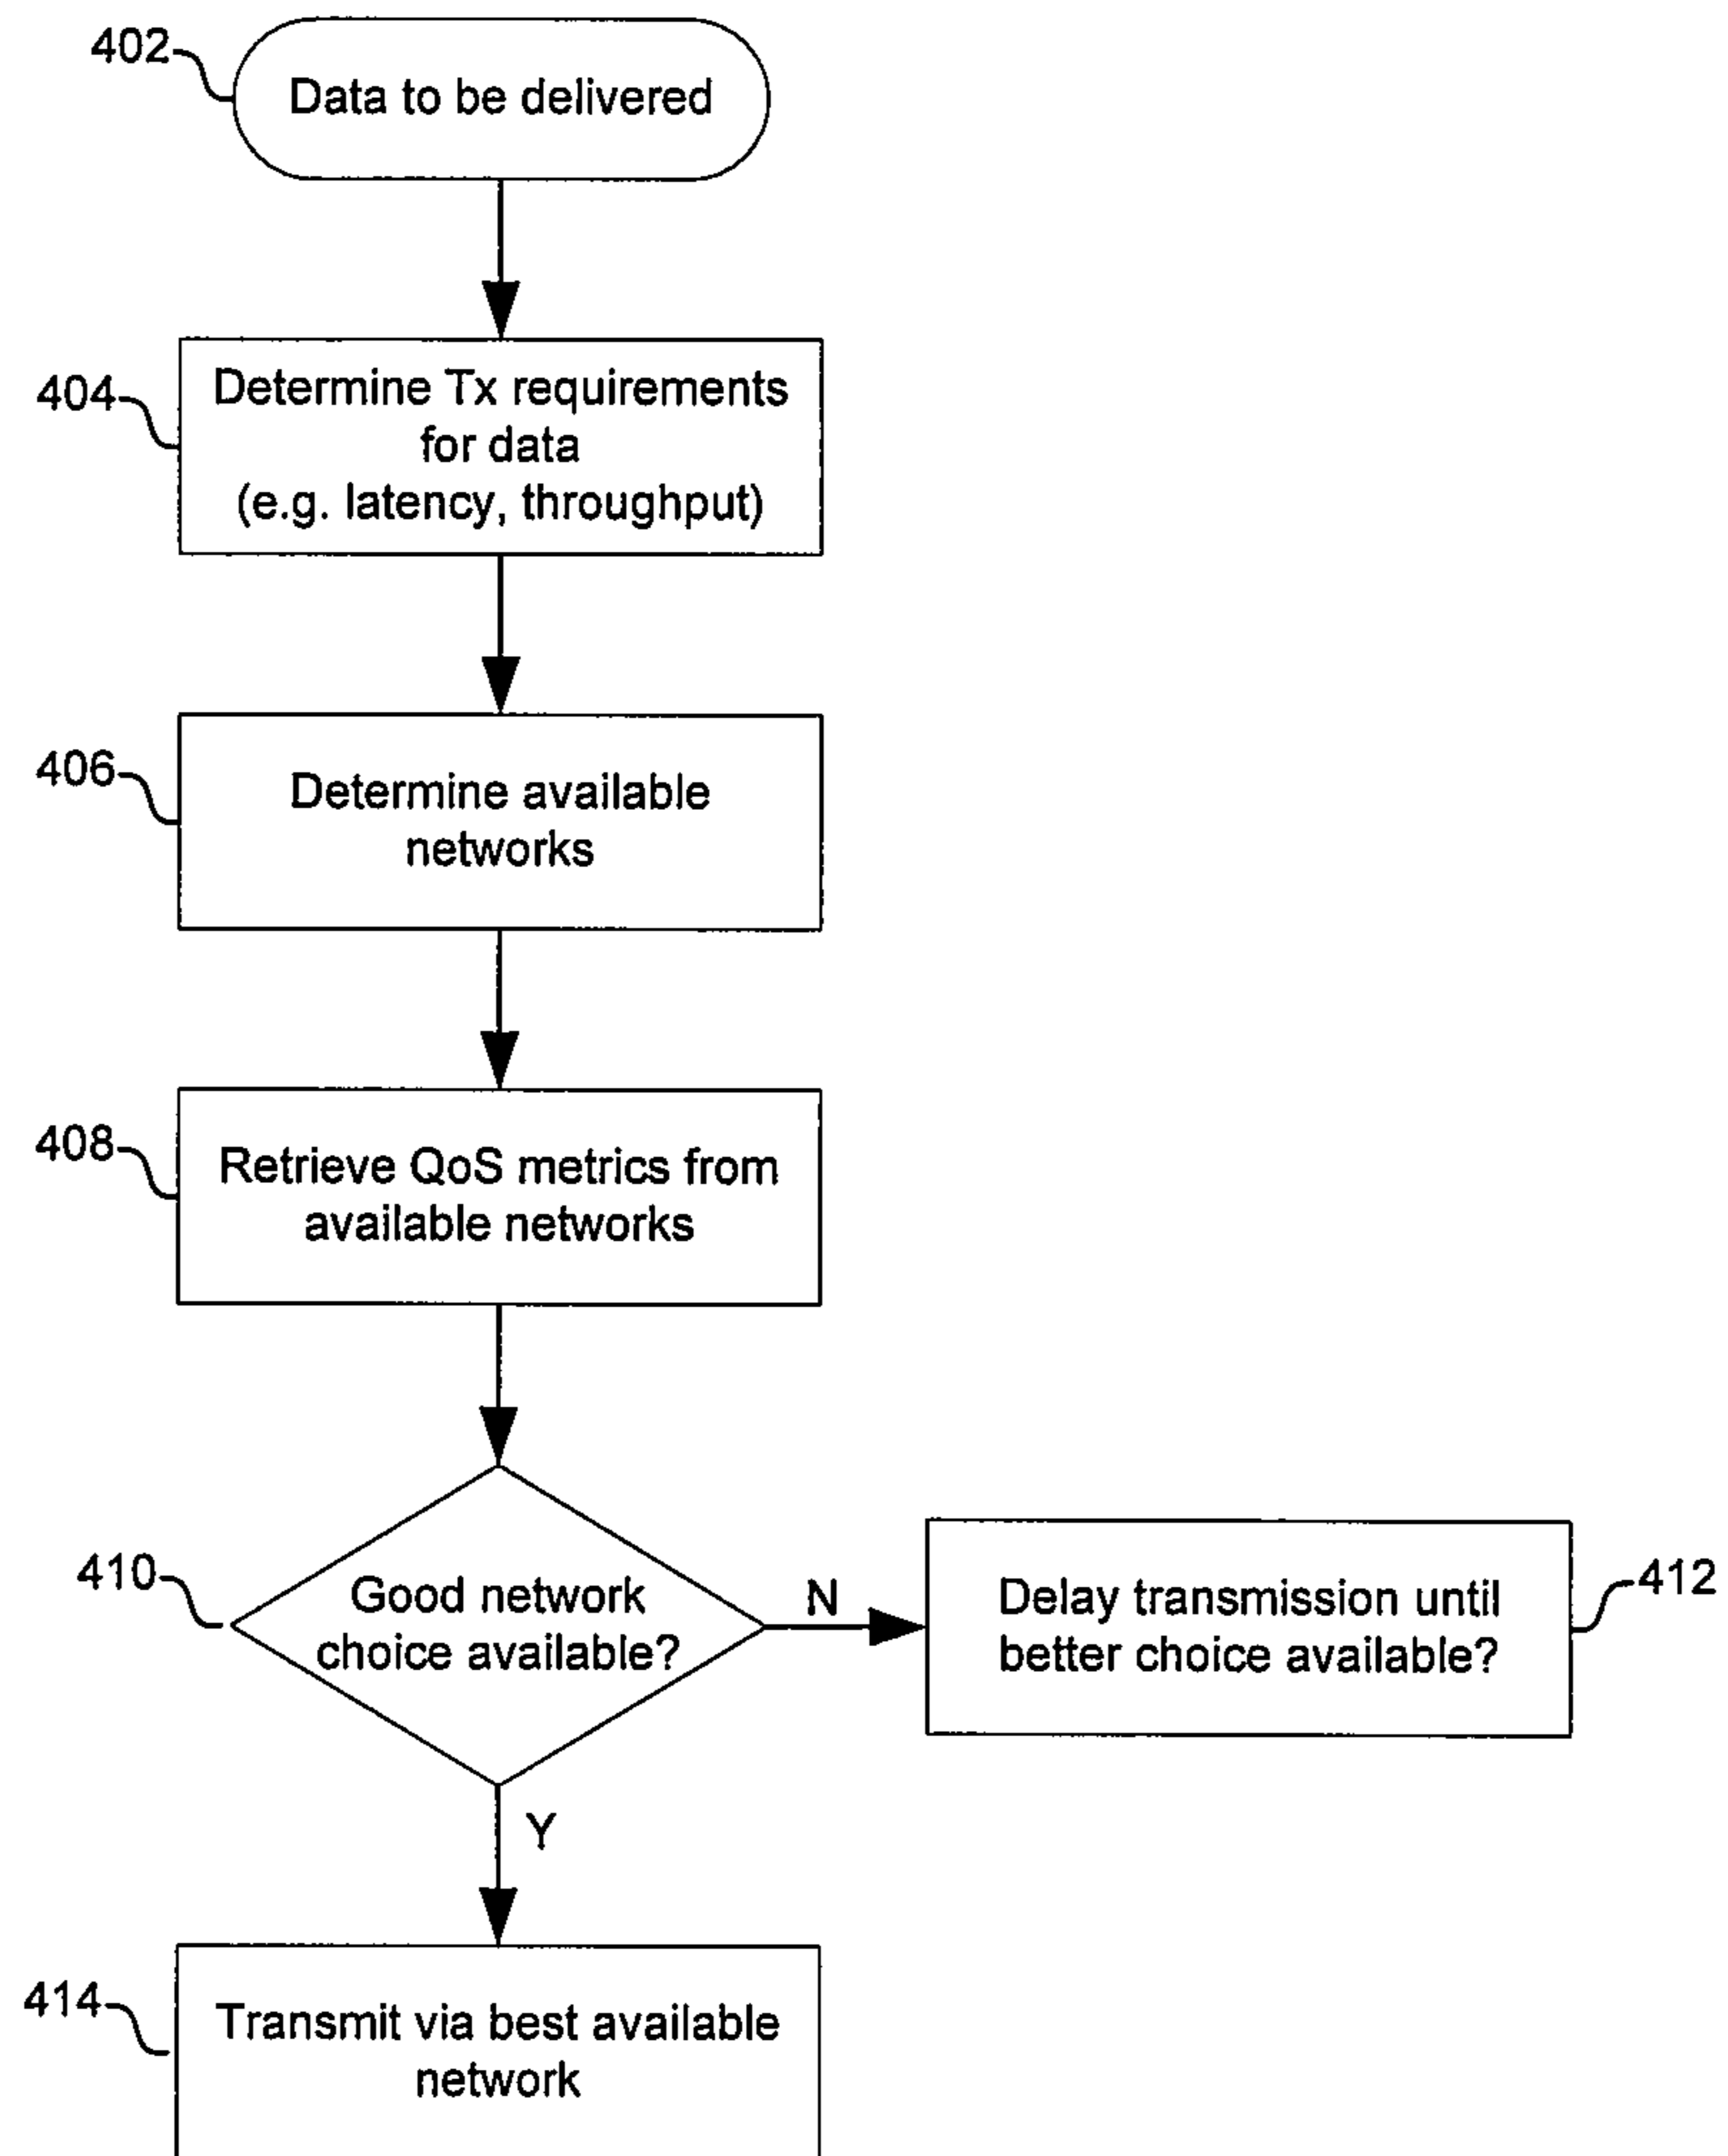 402
Data to be delivered
404
Determine Tx requirements
for data
(e.g. latency, throughput)
406
Determine available
networks
408
Retrieve QoS metrics from
available networks
410
Good network
choice available?
N
Delay transmission until
better choice available?
412
Y
414
Transmit via best available
network